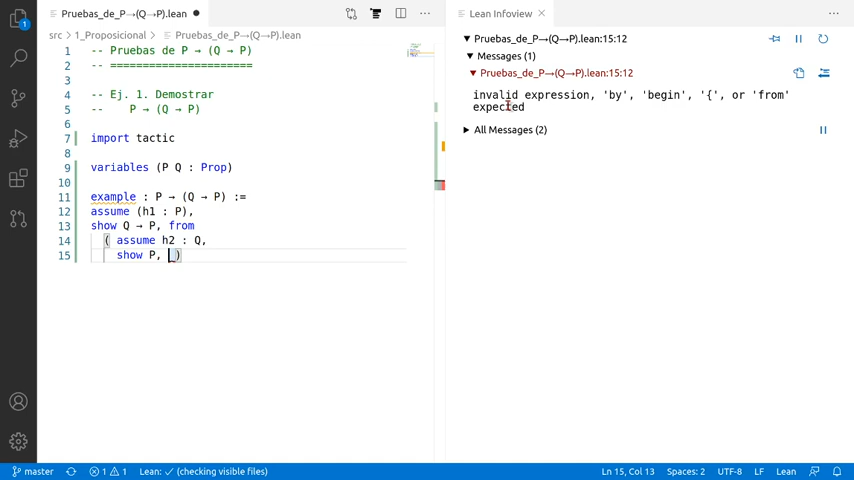 Pruebas_de_P→(Q→P).lean
src > 1_Proposicional > Pruebas_de_P→(Q→P).lean
1 -- Pruebas de P → (Q → P)
2 -- ======================
3
4 -- Ej. 1. Demostrar
5 --    P → (Q → P)
6
7 import tactic
8
9 variables (P Q : Prop)
10
11 example : P → (Q → P) :=
12 assume (h1 : P),
13 show Q → P, from
14   ( assume h2 : Q,
15     show P,  )
Lean Infoview
Pruebas_de_P→(Q→P).lean:15:12
Messages (1)
Pruebas_de_P→(Q→P).lean:15:12
invalid expression, 'by', 'begin', '{', or 'from'
expected
All Messages (2)
1
master 1 1 Lean: ✓ (checking visible files) Ln 15, Col 13 Spaces: 2 UTF-8 LF Lean